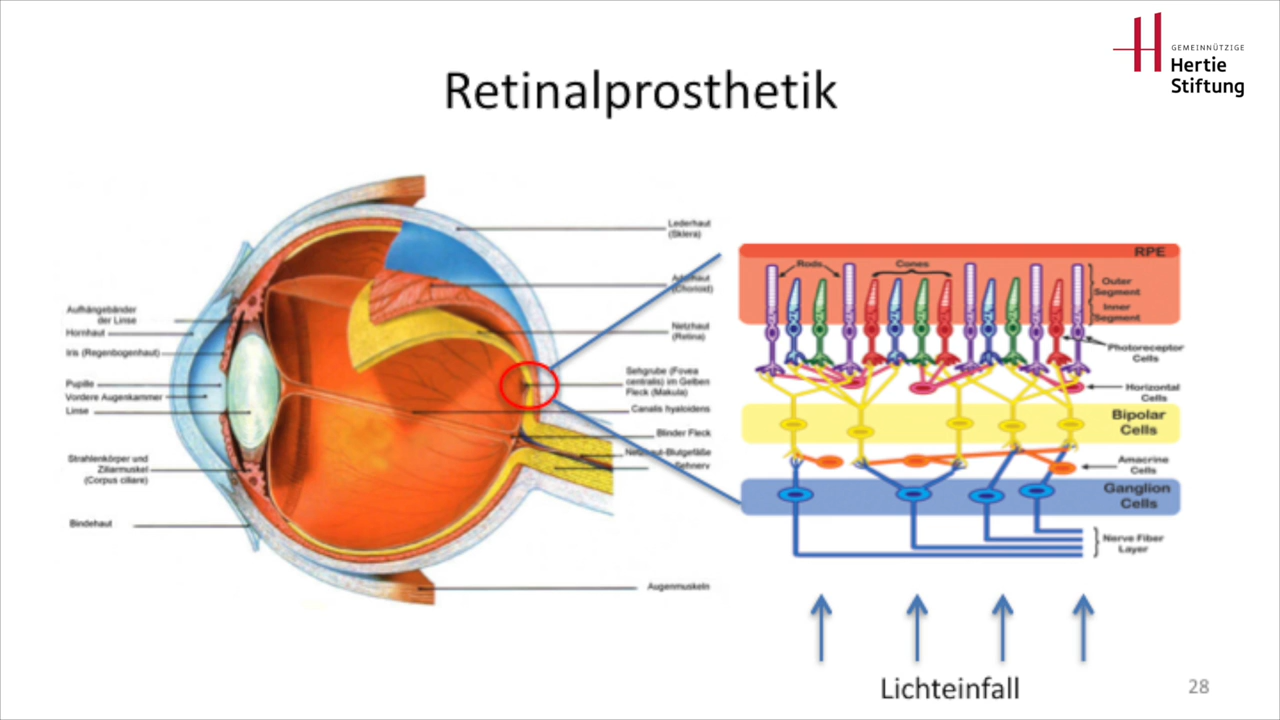 GEMEINNÜTZIGE
Hertie
Stiftung
Retinalprosthetik
Lederhaut
(Sklera)
(Chorioid)
Netzhaut
(Retina)
Sehgrube (Fovea
centralis) im Gelben
Fleck (Makula)
Canalis hyaloidens
Blinder Fleck
Sehnerv
Augenmuskeln
Aufhängebänder
der Linse
Hornhaut
Iris (Regenbogenhaut)
Pupille
Vordere Augenkammer
Linse
Strahlenkörper und
Ziliarmuskel
(Corpus ciliare)
Bindehaut
RPE
Rods
Cones
Outer
Segment
Inner
Segment
Photoreceptor
Cells
Horizontal
Cells
Bipolar
Cells
Amacrine
Cells
Ganglion
Cells
Nerve Fiber
Layer
Lichteinfall
28